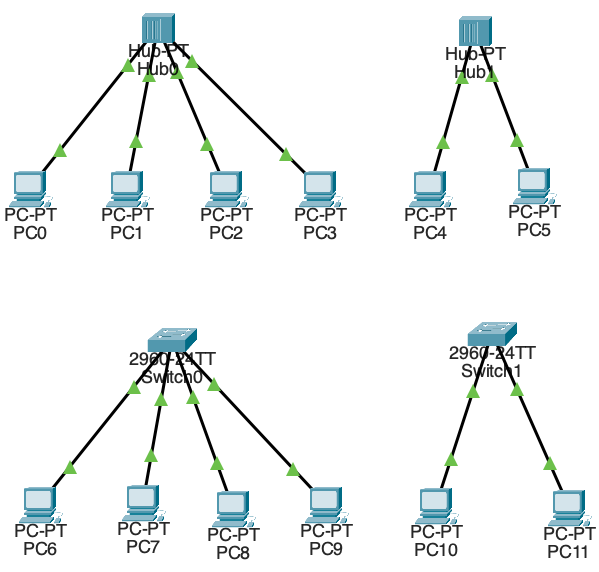 Hub-PT
Hub0
Hub-PT
Hub1
PC-PT
PC0
PC-PT
PC1
PC-PT
PC2
PC-PT
PC3
PC-PT
PC4
PC-PT
PC5
2960-24TT
Switch0
2960-24TT
Switch1
PC-PT
PC6
PC-PT
PC7
PC-PT
PC8
PC-PT
PC9
PC-PT
PC10
PC-PT
PC11